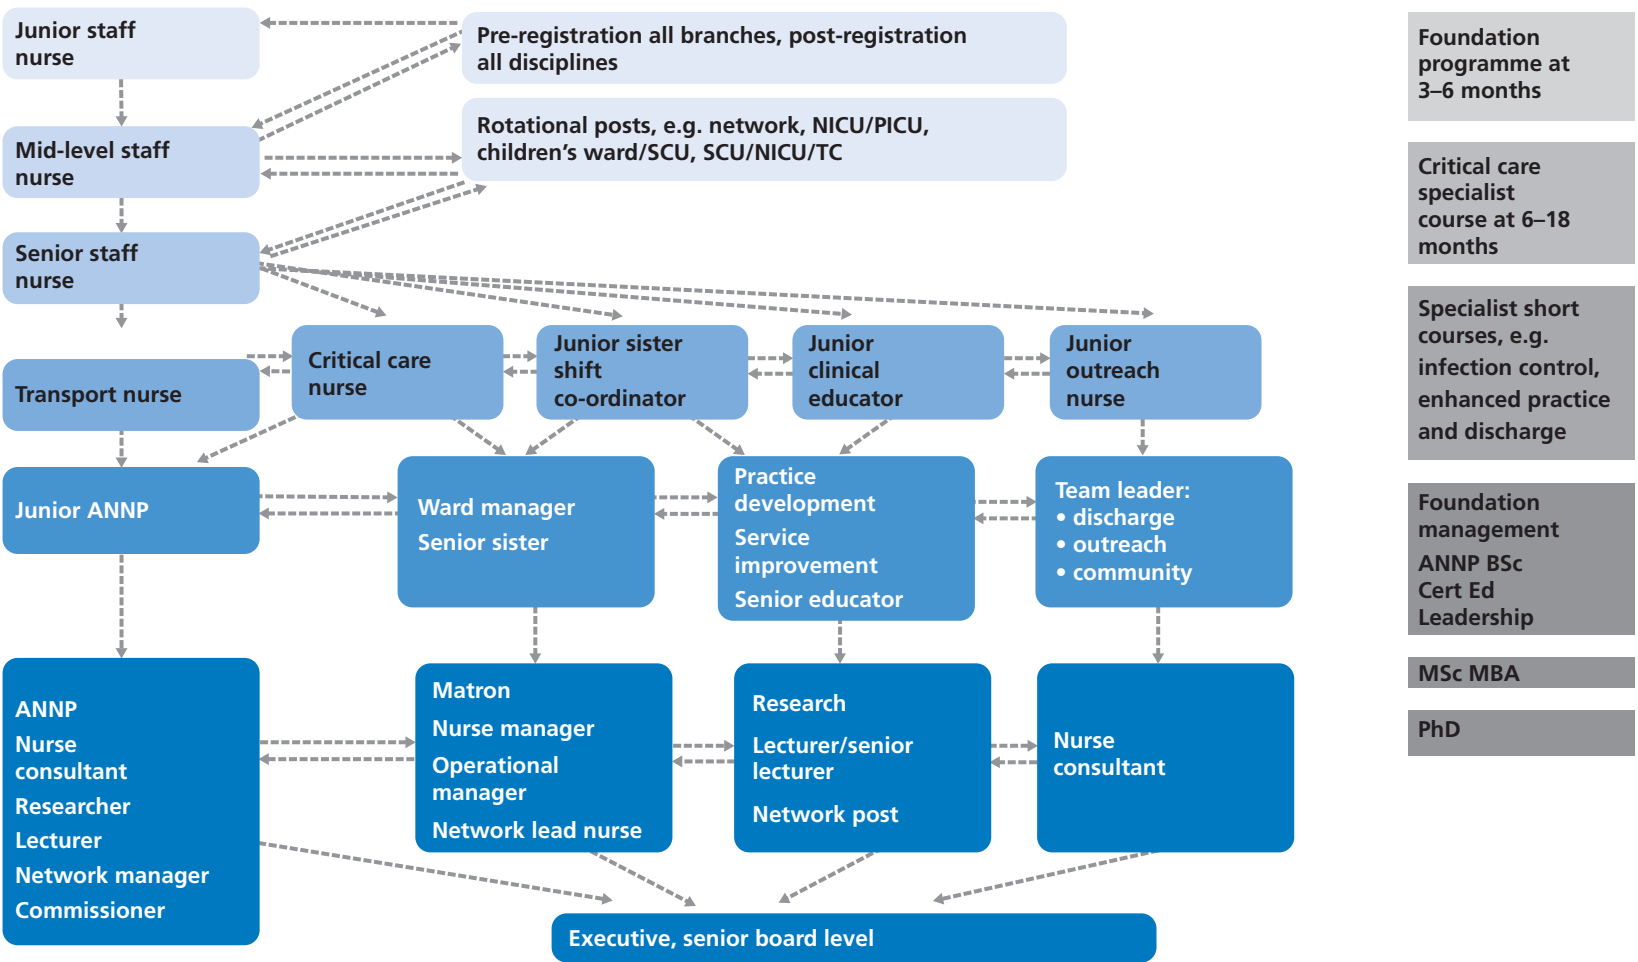 Junior staff
nurse
Pre-registration all branches, post-registration
all disciplines
Mid-level staff
nurse
Rotational posts, e.g. network, NICU/PICU,
children’s ward/SCU, SCU/NICU/TC
Senior staff
nurse
Transport nurse
Critical care
nurse
Junior sister
shift
co-ordinator
Junior
clinical
educator
Junior
outreach
nurse
Junior ANNP
Ward manager
Senior sister
Practice
development
Service
improvement
Senior educator
Team leader:
• discharge
• outreach
• community
ANNP
Nurse
consultant
Researcher
Lecturer
Network manager
Commissioner
Matron
Nurse manager
Operational
manager
Network lead nurse
Research
Lecturer/senior
lecturer
Network post
Nurse
consultant
Executive, senior board level
Foundation
programme at
3–6 months
Critical care
specialist
course at 6–18
months
Specialist short
courses, e.g.
infection control,
enhanced practice
and discharge
Foundation
management
ANNP BSc
Cert Ed
Leadership
MSc MBA
PhD